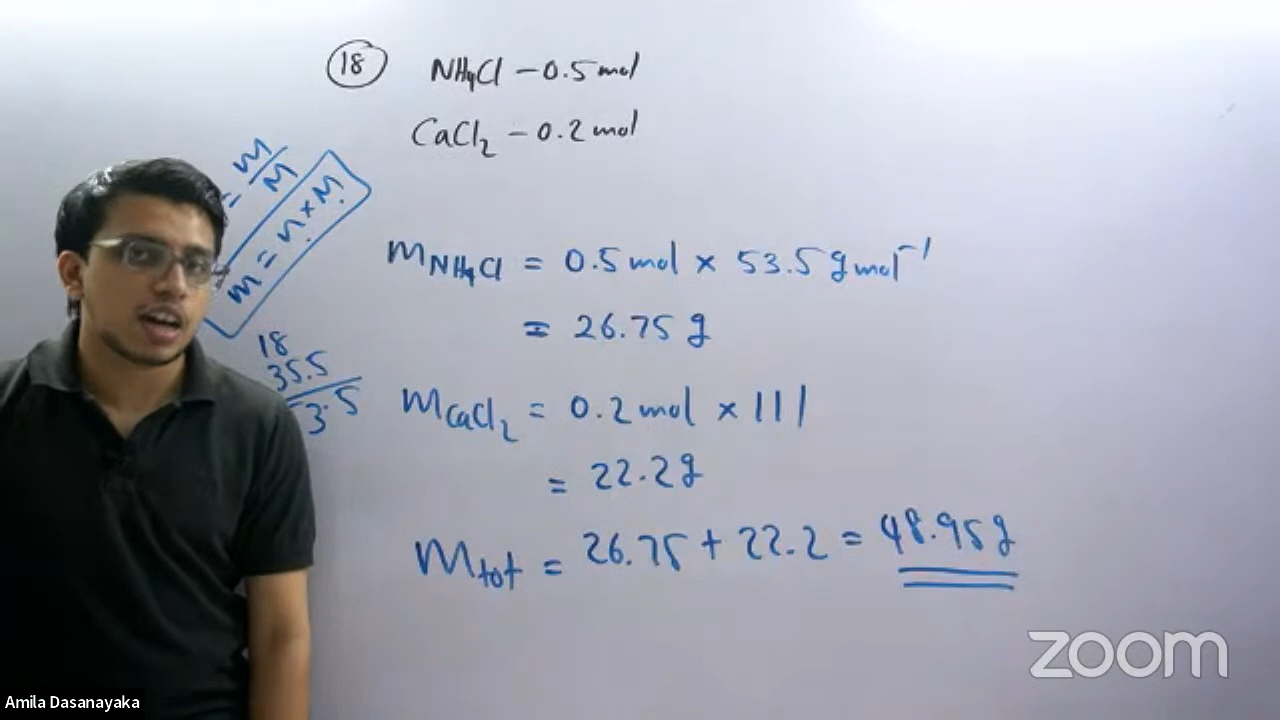 18
NH4Cl – 0.5 mol
CaCl2 – 0.2 mol
= m/M
m = n × M
mNH4Cl = 0.5 mol × 53.5 g mol⁻¹
= 26.75 g
18
35.5
3.5
mCaCl2 = 0.2 mol × 111
= 22.2 g
mtot = 26.75 + 22.2 = 48.95 g
zoom
Amila Dasanayaka